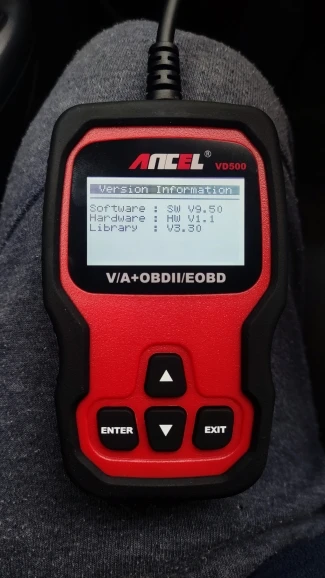 ANCEL®
VD500
Version Information
Software : SW V9.50
Hardware : HW V1.1
Library : V3.30
V/A+OBDII/EOBD
ENTER
EXIT